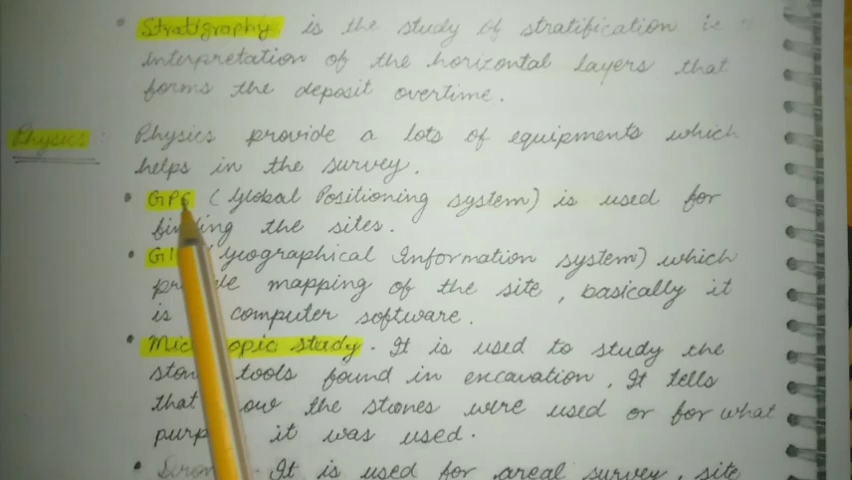 Stratigraphy is the study of stratification ie
interpretation of the horizontal layers that
forms the deposit overtime.
Physics : Physics provide a lots of equipments which
helps in the survey.
GPS (Global Positioning system) is used for
the sites.
(Geographical Information system) which
mapping of the site, basically it
is computer software.
study. It is used to study the
tools found in excavation. It tells
that the stones were used or for what
it was used.
It is used for areal survey, site